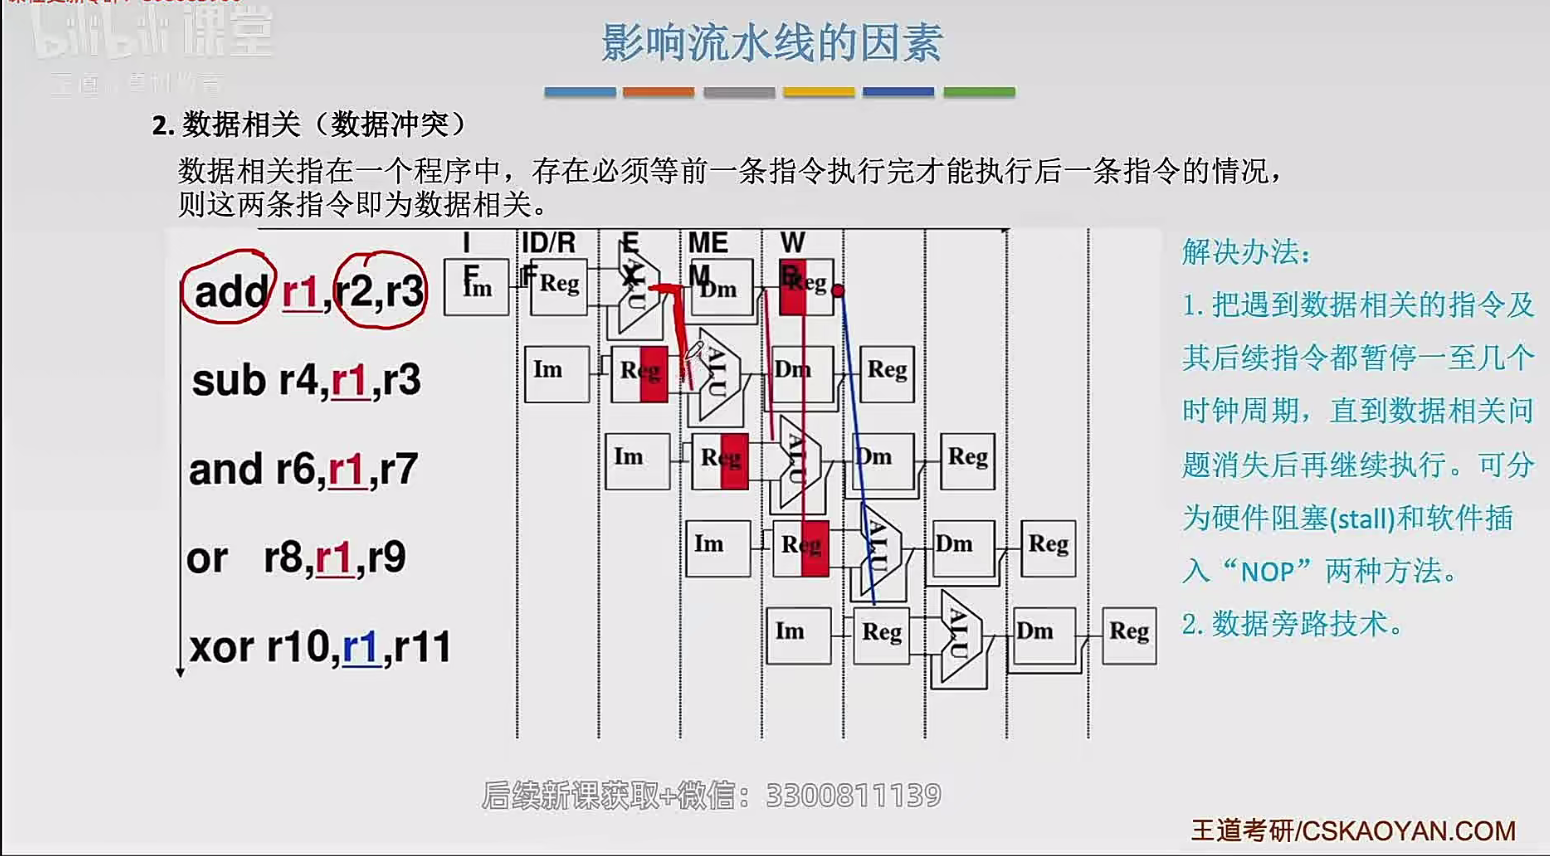 bilibili 课堂
影响流水线的因素
2. 数据相关（数据冲突）
数据相关指在一个程序中，存在必须等前一条指令执行完才能执行后一条指令的情况，
则这两条指令即为数据相关。
IF ID/RF EX MEM WB
add r1,r2,r3
Im Reg ALU Dm Reg
sub r4,r1,r3
Im Reg ALU Dm Reg
and r6,r1,r7
Im Reg ALU Dm Reg
or r8,r1,r9
Im Reg ALU Dm Reg
xor r10,r1,r11
Im Reg ALU Dm Reg
解决办法：
1. 把遇到数据相关的指令及
其后续指令都暂停一至几个
时钟周期，直到数据相关问
题消失后再继续执行。可分
为硬件阻塞(stall)和软件插
入“NOP”两种方法。
2. 数据旁路技术。
后续新课获取+微信：3300811139
王道考研/CSKAOYAN.COM